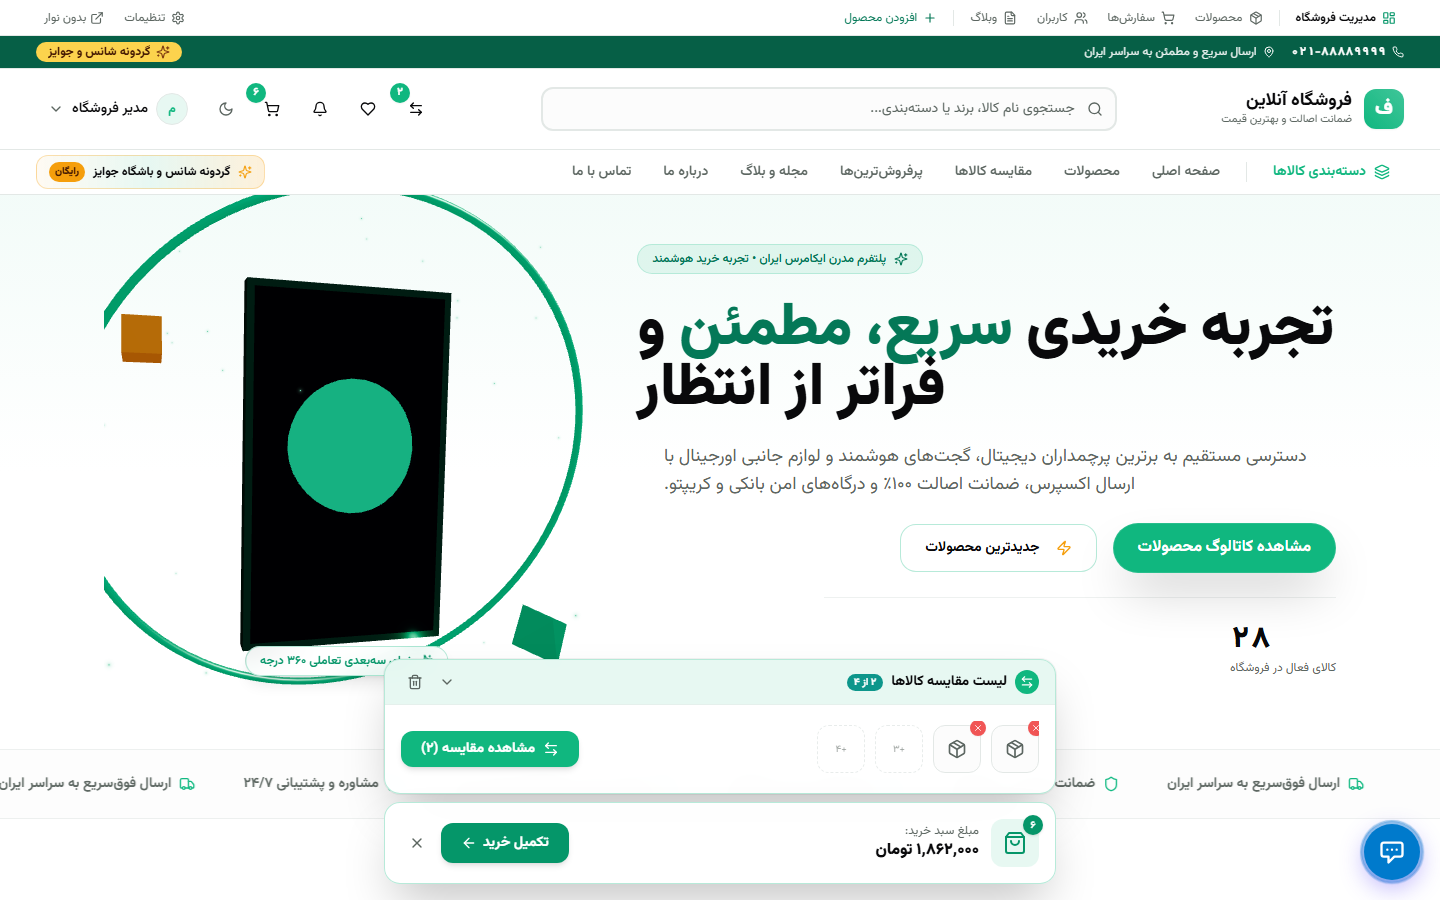 مدیریت فروشگاه
محصولات
سفارش‌ها
کاربران
وبلاگ
افزودن محصول
تنظیمات
بدون نوار
۰۲۱-۸۸۸۸۹۹۹۹
ارسال سریع و مطمئن به سراسر ایران
گردونه شانس و جوایز
ف
فروشگاه آنلاین
ضمانت اصالت و بهترین قیمت
جستجوی نام کالا، برند یا دسته‌بندی...
۲
۶
م
مدیر فروشگاه
دسته‌بندی کالاها
صفحه اصلی
محصولات
مقایسه کالاها
پرفروش‌ترین‌ها
مجله و بلاگ
درباره ما
تماس با ما
گردونه شانس و باشگاه جوایز
رایگان
پلتفرم مدرن ایکامرس ایران • تجربه خرید هوشمند
تجربه خریدی سریع، مطمئن و
فراتر از انتظار
دسترسی مستقیم به برترین پرچمداران دیجیتال، گجت‌های هوشمند و لوازم جانبی اورجینال با
ارسال اکسپرس، ضمانت اصالت ۱۰۰٪ و درگاه‌های امن بانکی و کریپتو.
مشاهده کاتالوگ محصولات
جدیدترین محصولات
۲۸
کالای فعال در فروشگاه
سه‌بعدی تعاملی ۳۶۰ درجه
لیست مقایسه کالاها
۲ از ۴
+۳
+۴
مشاهده مقایسه (۲)
ارسال فوق‌سریع به سراسر ایران
ضمانت
مشاوره و پشتیبانی ۲۴/۷
ارسال فوق‌سریع به سراسر ایران
۶
مبلغ سبد خرید:
۱,۸۶۲,۰۰۰ تومان
تکمیل خرید